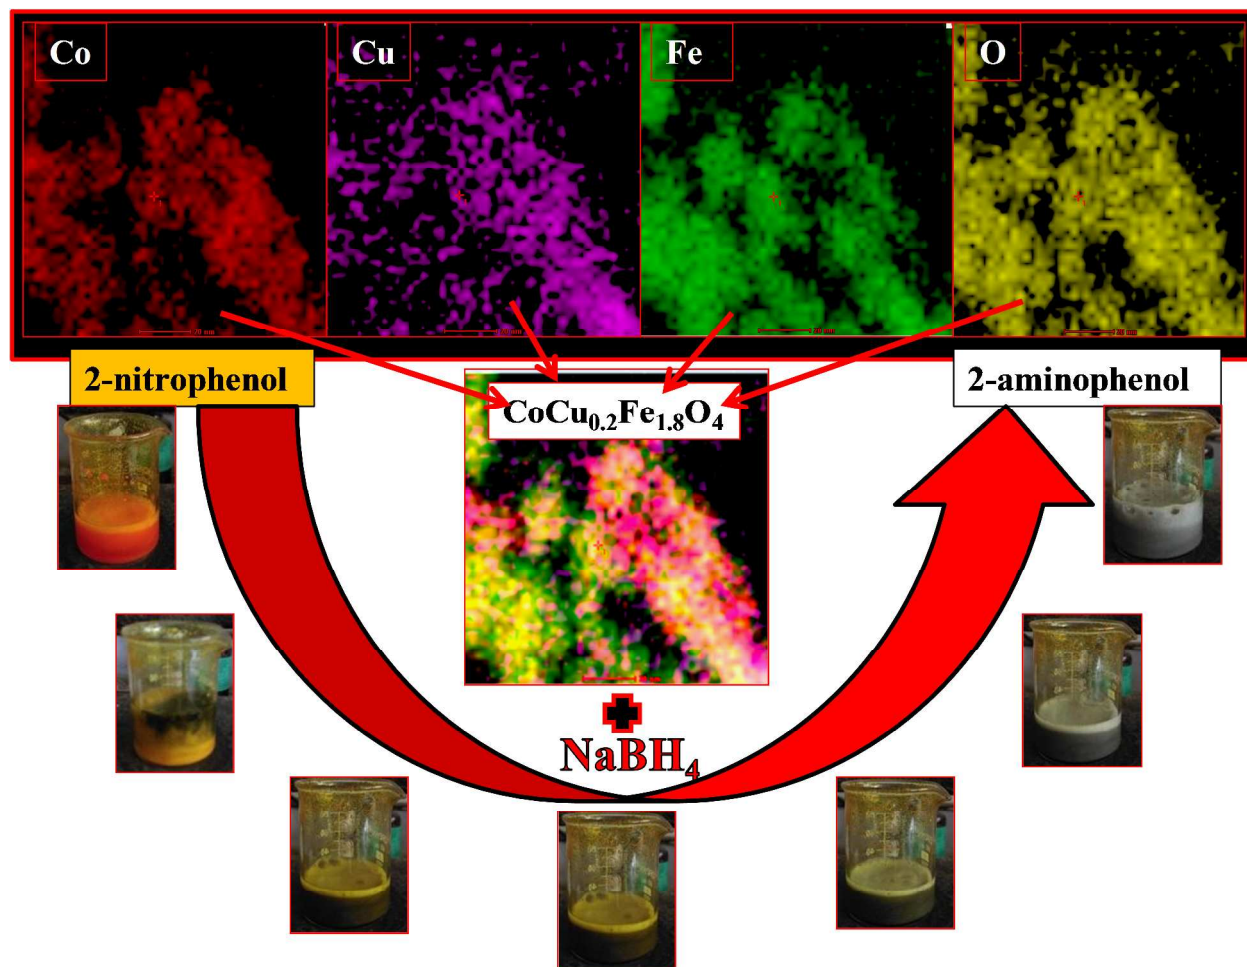 Co
Cu
Fe
O
2-nitrophenol
2-aminophenol
CoCu₀.₂Fe₁.₈O₄
NaBH₄